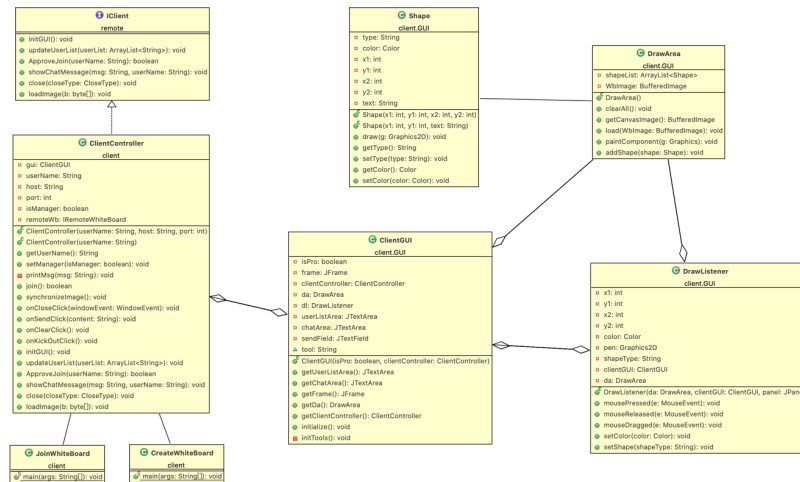 IClient
remote
initGUI(): void
updateUserList(userList: ArrayList<String>): void
ApproveJoin(userName: String): boolean
showChatMessage(msg: String, userName: String): void
close(closeType: CloseType): void
loadImage(b: byte[]): void
ClientController
client
gui: ClientGUI
userName: String
host: String
port: int
isManager: boolean
remoteWb: IRemoteWhiteBoard
ClientController(userName: String, host: String, port: int)
ClientController(userName: String)
getUserName(): String
setManager(isManager: boolean): void
printMsg(msg: String): void
join(): boolean
synchronizeImage(): void
onCloseClick(windowEvent: WindowEvent): void
onSendClick(content: String): void
onClearClick(): void
onKickOutClick(): void
initGUI(): void
updateUserList(userList: ArrayList<String>): void
ApproveJoin(userName: String): boolean
showChatMessage(msg: String, userName: String): void
close(closeType: CloseType): void
loadImage(b: byte[]): void
JoinWhiteBoard
client
main(args: String[]): void
CreateWhiteBoard
client
main(args: String[]): void
Shape
client.GUI
type: String
color: Color
x1: int
y1: int
x2: int
y2: int
text: String
Shape(x1: int, y1: int, x2: int, y2: int)
Shape(x1: int, y1: int, text: String)
draw(g: Graphics2D): void
getType(): String
setType(type: String): void
getColor(): Color
setColor(color: Color): void
ClientGUI
client.GUI
isPro: boolean
frame: JFrame
clientController: ClientController
da: DrawArea
dl: DrawListener
userListArea: JTextArea
chatArea: JTextArea
sendField: JTextField
tool: String
ClientGUI(isPro: boolean, clientController: ClientController)
getUserListArea(): JTextArea
getChatArea(): JTextArea
getFrame(): JFrame
getDa(): DrawArea
getClientController(): ClientController
initialize(): void
initTools(): void
DrawArea
client.GUI
shapeList: ArrayList<Shape>
WbImage: BufferedImage
DrawArea()
clearAll(): void
getCanvasImage(): BufferedImage
load(WbImage: BufferedImage): void
paintComponent(g: Graphics): void
addShape(shape: Shape): void
DrawListener
client.GUI
x1: int
y1: int
x2: int
y2: int
color: Color
pen: Graphics2D
shapeType: String
clientGUI: ClientGUI
da: DrawArea
DrawListener(da: DrawArea, clientGUI: ClientGUI, panel: JPan
mousePressed(e: MouseEvent): void
mouseReleased(e: MouseEvent): void
mouseDragged(e: MouseEvent): void
setColor(color: Color): void
setShape(shapeType: String): void